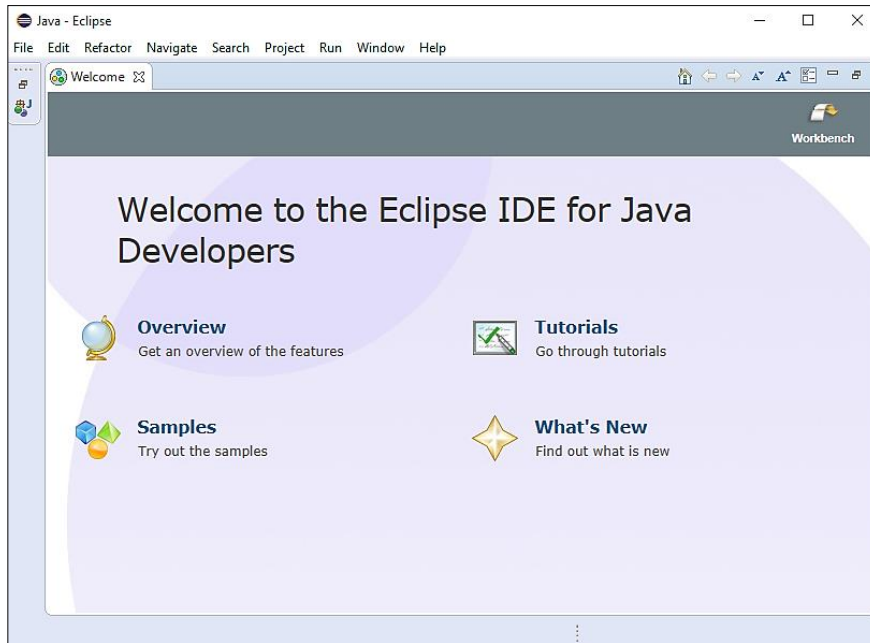 Java - Eclipse
File Edit Refactor Navigate Search Project Run Window Help
Welcome
Workbench
Welcome to the Eclipse IDE for Java
Developers
Overview
Get an overview of the features
Tutorials
Go through tutorials
Samples
Try out the samples
What's New
Find out what is new